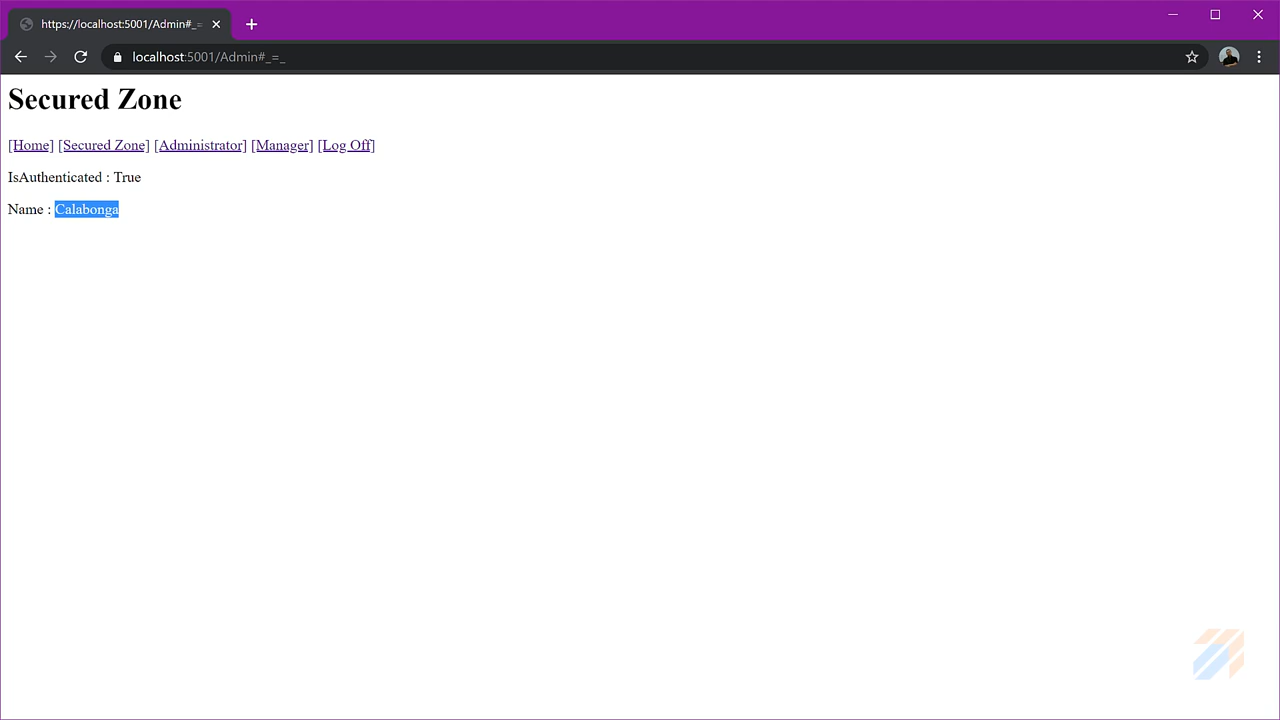 https://localhost:5001/Admin#_=
localhost:5001/Admin#_=_
Secured Zone
[Home] [Secured Zone] [Administrator] [Manager] [Log Off]
IsAuthenticated : True
Name : Calabonga